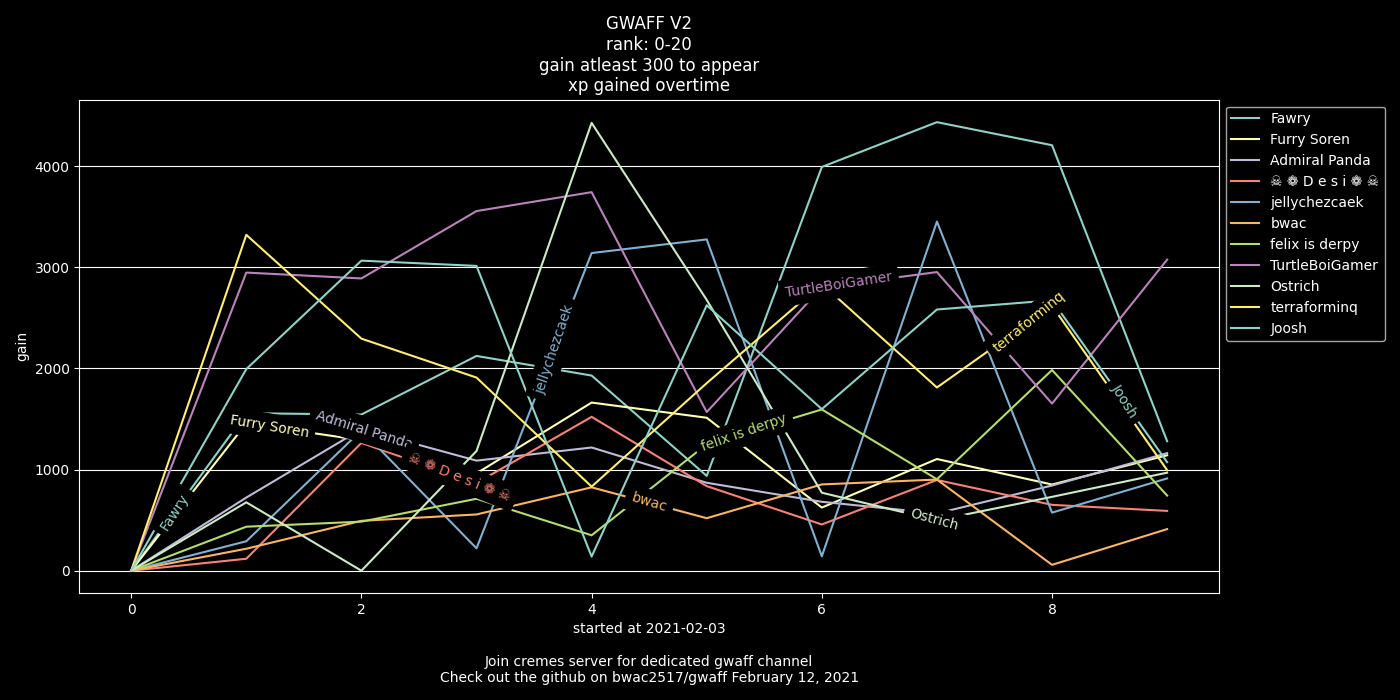 GWAFF V2
rank: 0-20
gain atleast 300 to appear
xp gained overtime
gain
4000
3000
2000
1000
0
0 2 4 6 8
started at 2021-02-03
Fawry
Furry Soren
Admiral Panda
☠ ❁ D e s i ❁ ☠
jellychezcaek
bwac
felix is derpy
TurtleBoiGamer
Ostrich
terraforminq
Joosh
Fawry
Furry Soren
Admiral Panda
☠ ❁ D e s i ❁ ☠
jellychezcaek
bwac
felix is derpy
TurtleBoiGamer
Ostrich
terraforminq
Joosh
Join cremes server for dedicated gwaff channel
Check out the github on bwac2517/gwaff February 12, 2021